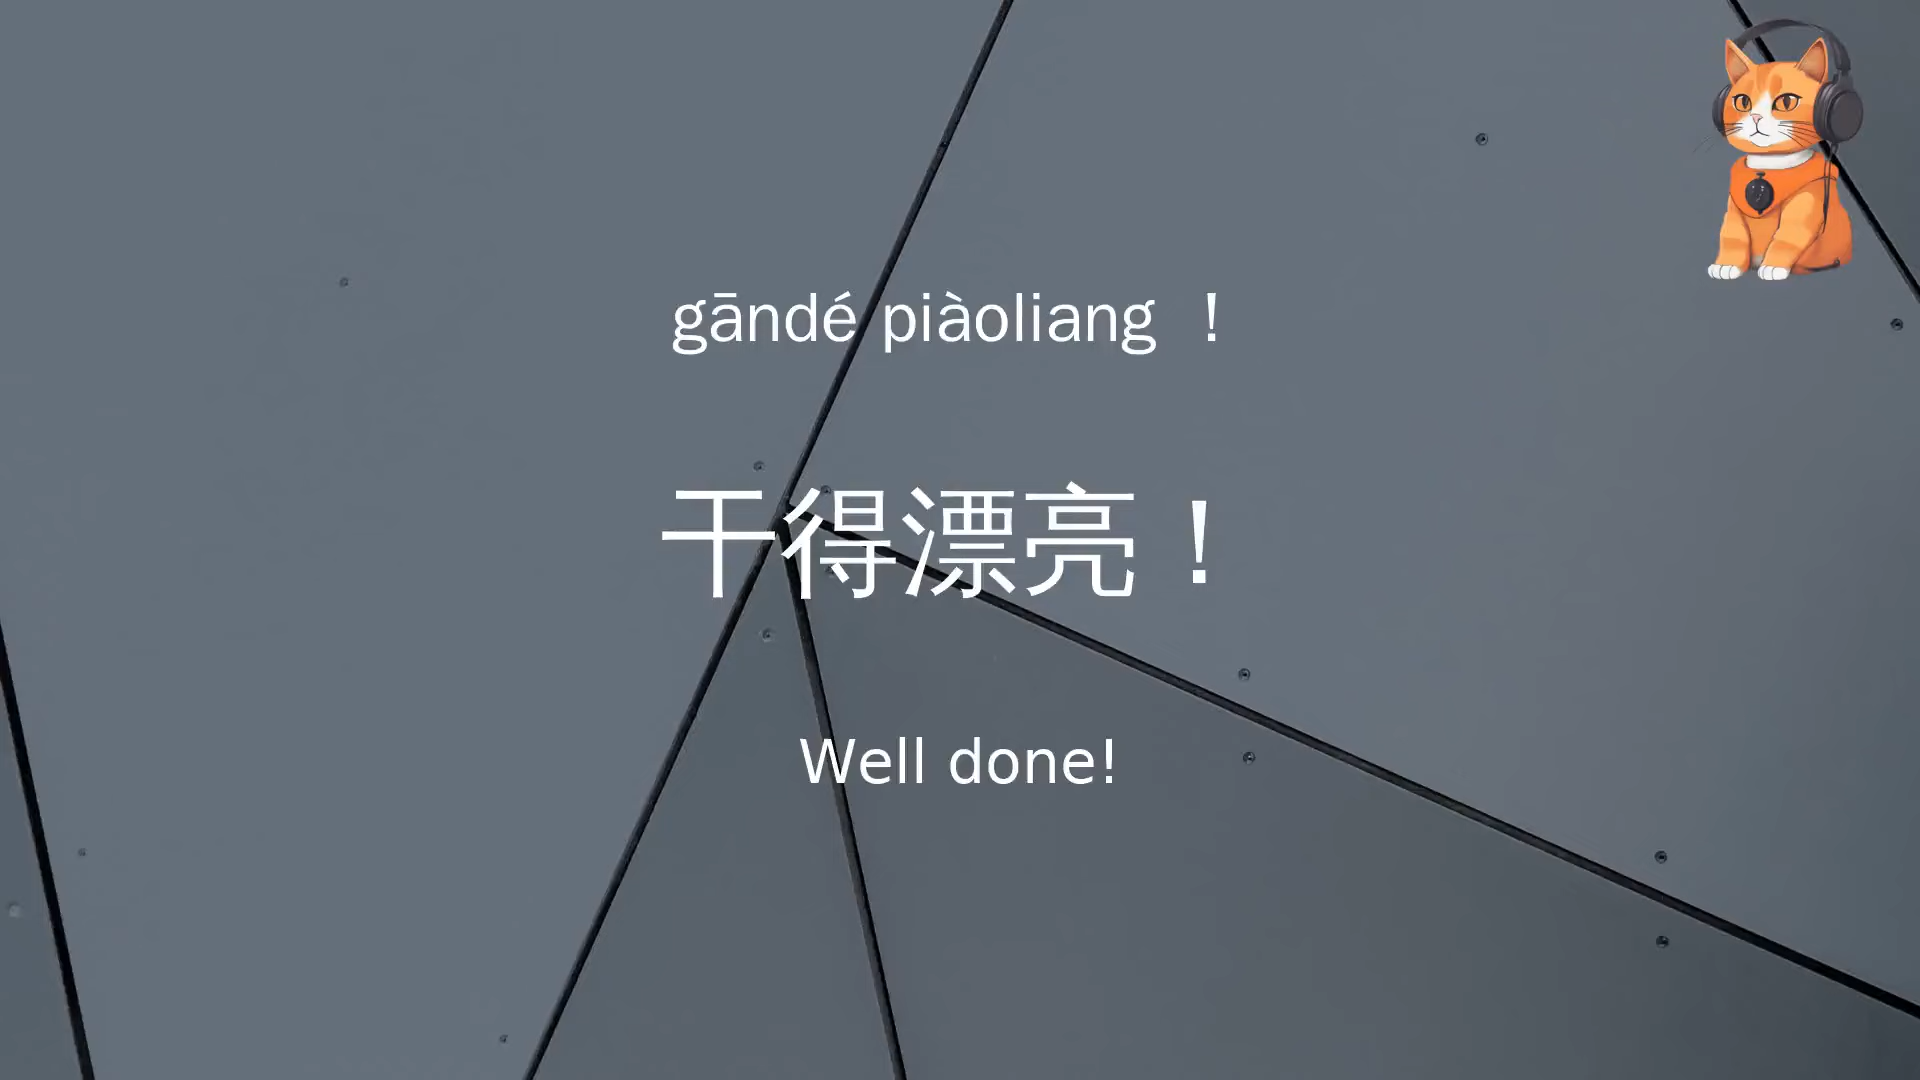 gāndé piàoliang ！
干得漂亮！
Well done!